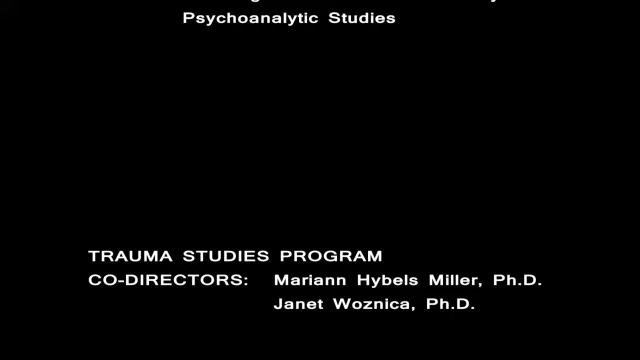 Psychoanalytic Studies
TRAUMA STUDIES PROGRAM
CO-DIRECTORS: Mariann Hybels Miller, Ph.D.
Janet Woznica, Ph.D.